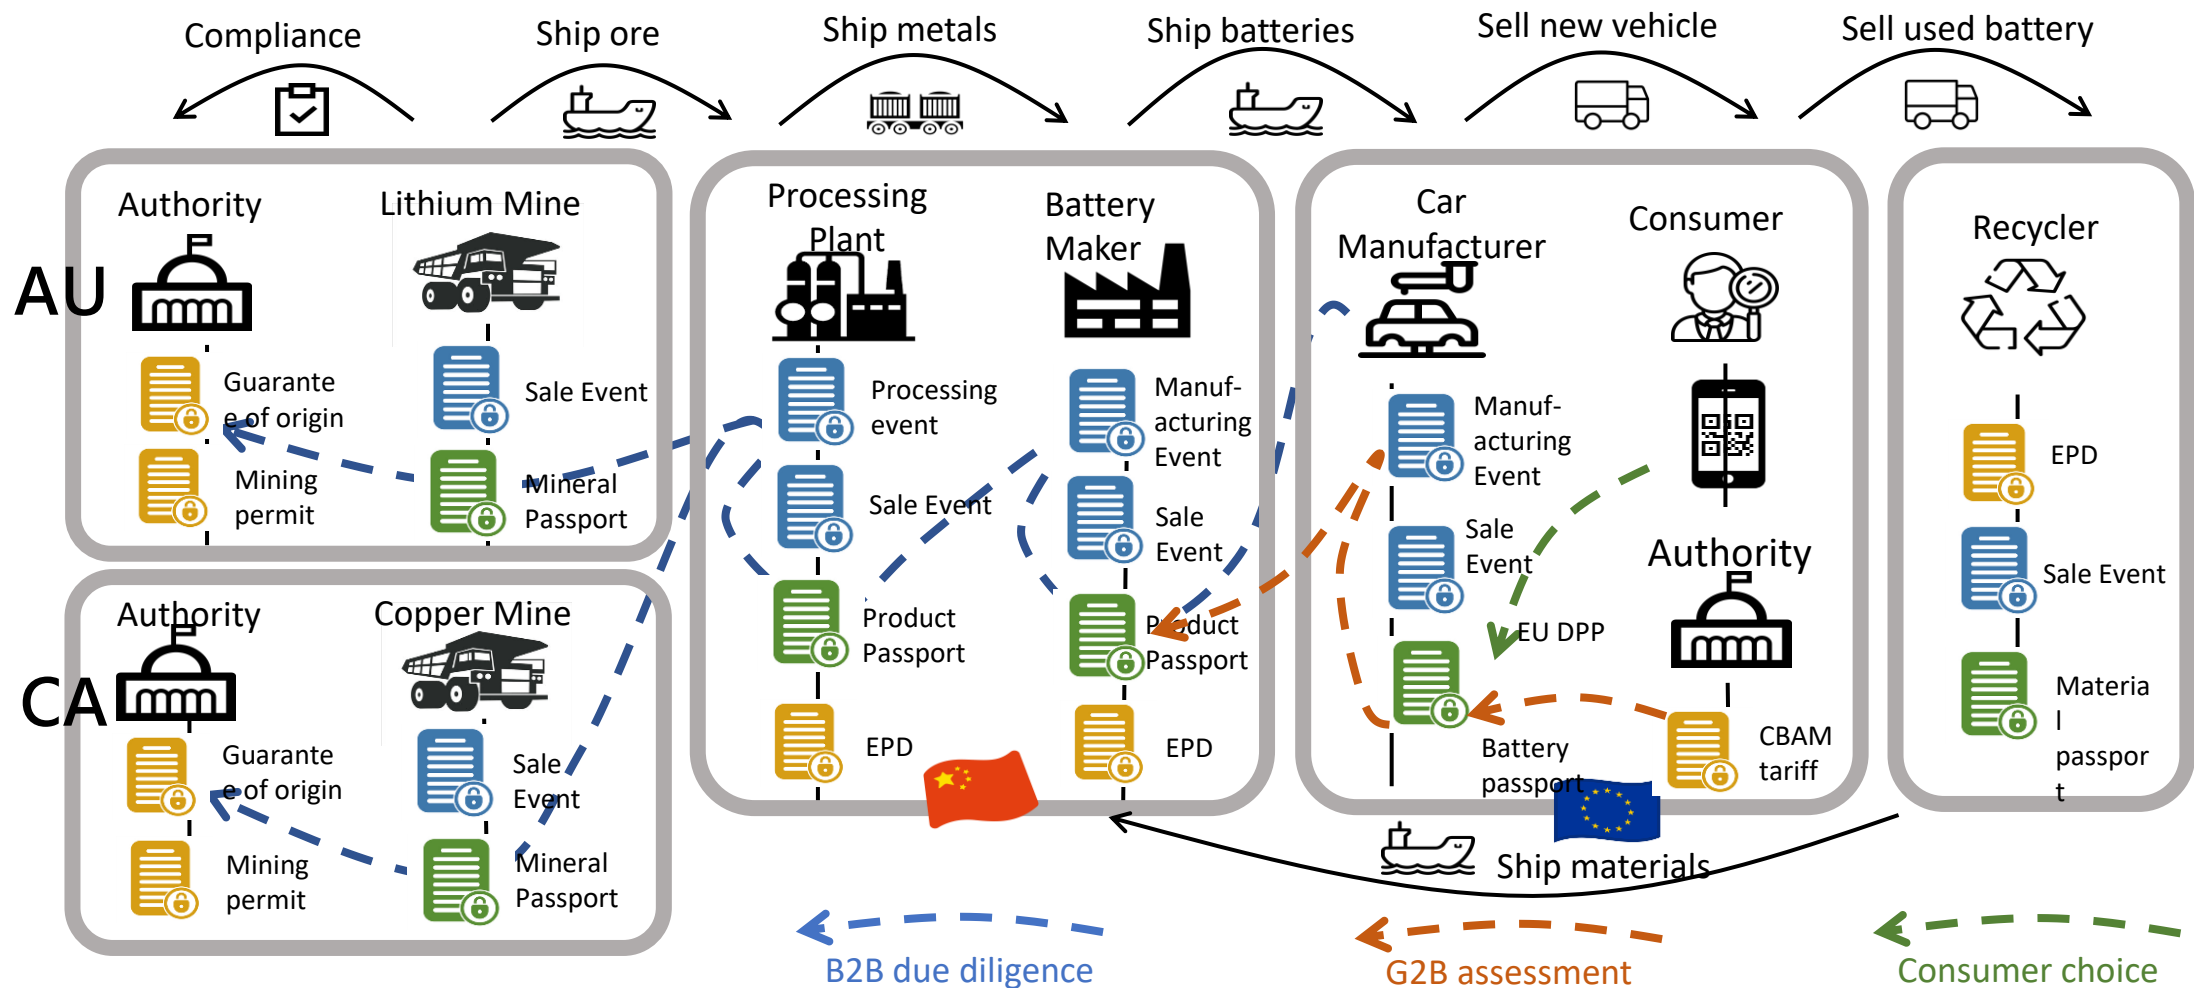 Compliance
Ship ore
Ship metals
Ship batteries
Sell new vehicle
Sell used battery
AU
Authority
Lithium Mine
Guarante
e of origin
Sale Event
Mining
permit
Mineral
Passport
CA
Authority
Copper Mine
Guarante
e of origin
Sale
Event
Mining
permit
Mineral
Passport
Processing
Plant
Processing
event
Sale Event
Product
Passport
EPD
Battery
Maker
Manuf-
acturing
Event
Sale
Event
Product
Passport
EPD
Car
Manufacturer
Manuf-
acturing
Event
Sale
Event
EU DPP
Battery
passport
Consumer
Authority
CBAM
tariff
Recycler
EPD
Sale Event
Materia
l
passpor
t
Ship materials
B2B due diligence
G2B assessment
Consumer choice